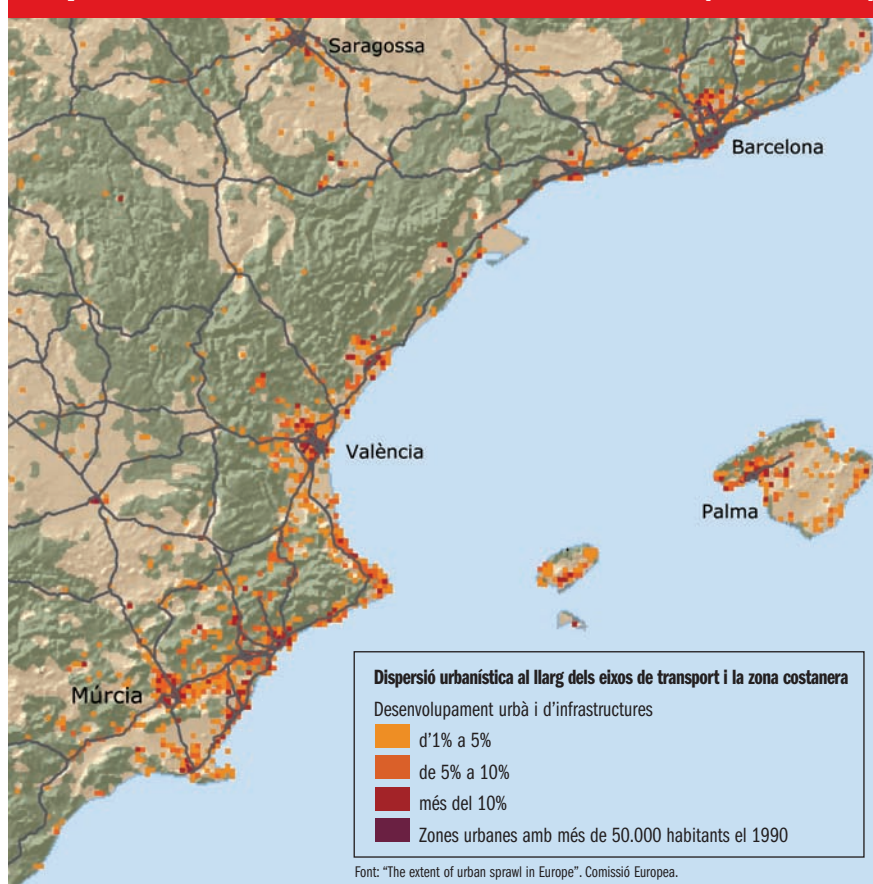 Saragossa
Barcelona
València
Palma
Múrcia
Dispersió urbanística al llarg dels eixos de transport i la zona costanera
Desenvolupament urbà i d'infrastructures
d'1% a 5%
de 5% a 10%
més del 10%
Zones urbanes amb més de 50.000 habitants el 1990
Font: "The extent of urban sprawl in Europe". Comissió Europea.